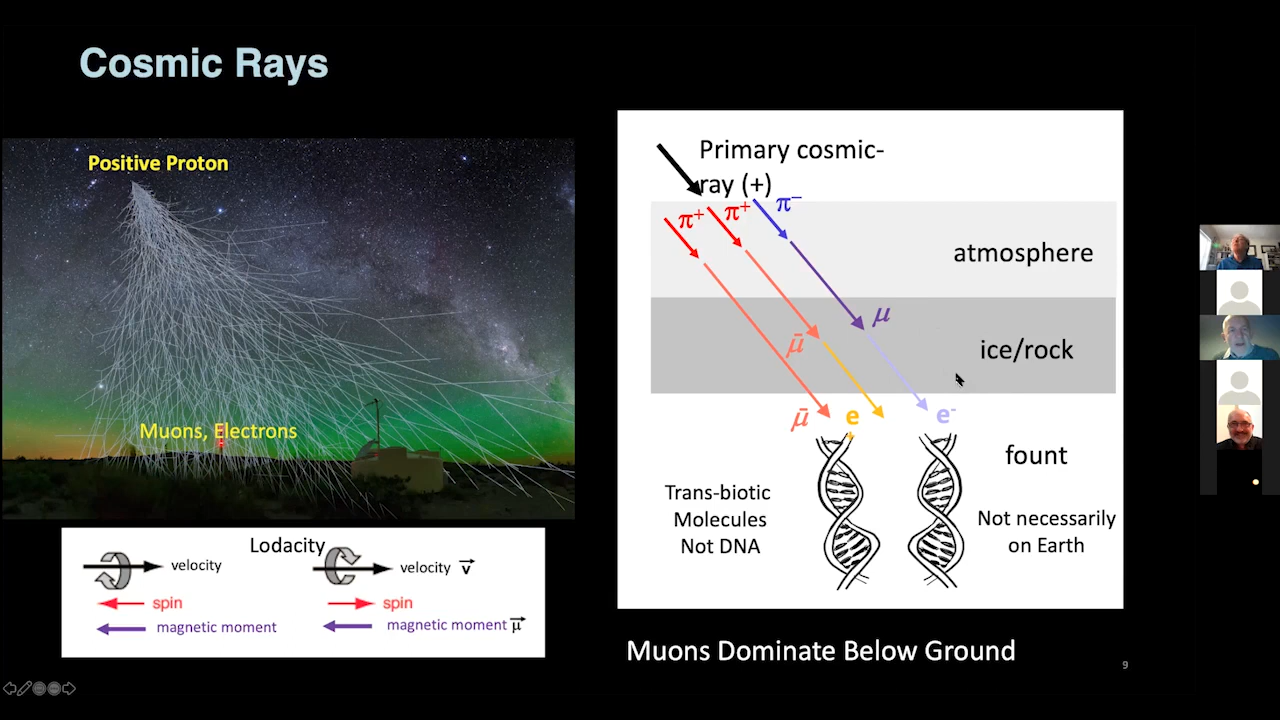 Cosmic Rays
Positive Proton
Muons, Electrons
Lodacity
velocity
spin
magnetic moment
velocity v⃗
spin
magnetic moment μ⃗
Primary cosmic-
ray (+)
π⁺
π⁺
π⁻
atmosphere
μ
μ̄
ice/rock
μ̄
e
e⁻
fount
Trans-biotic
Molecules
Not DNA
Not necessarily
on Earth
Muons Dominate Below Ground
9